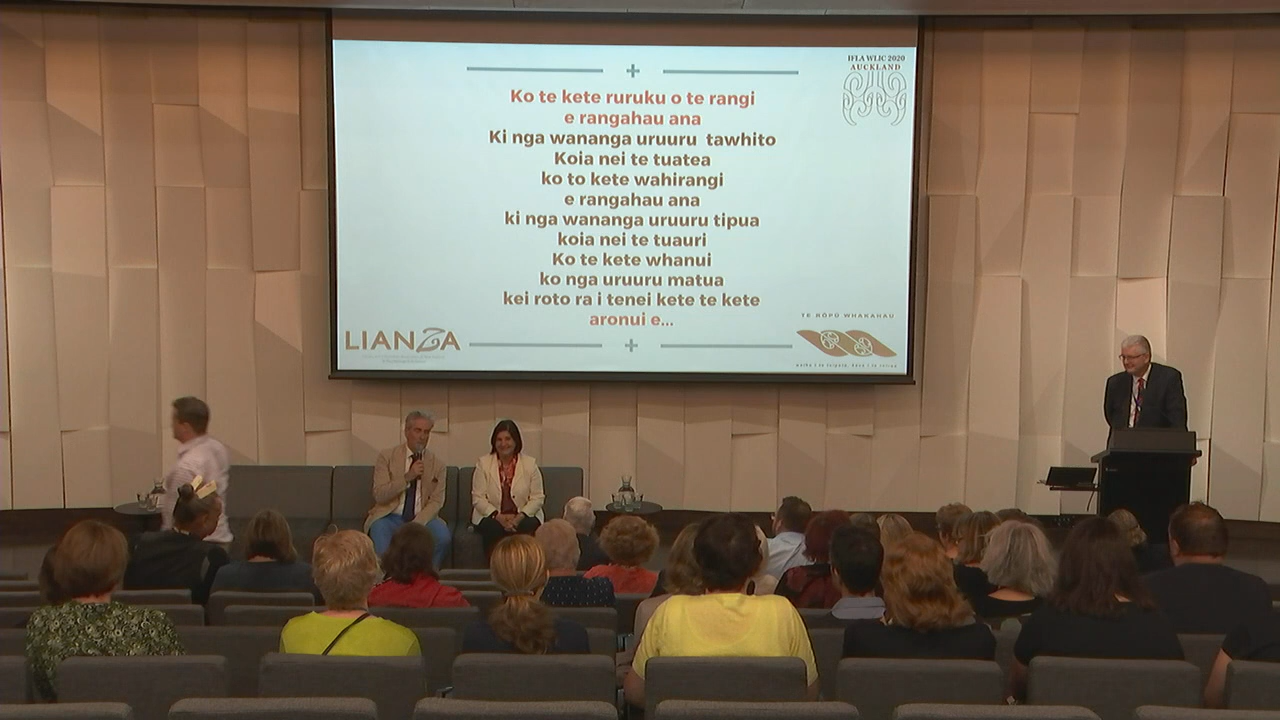 IFLA WLIC 2020
AUCKLAND
Ko te kete ruruku o te rangi
e rangahau ana
Ki nga wananga uruuru tawhito
Koia nei te tuatea
ko to kete wahirangi
e rangahau ana
ki nga wananga uruuru tipua
koia nei te tuauri
Ko te kete whanui
ko nga uruuru matua
kei roto ra i tenei kete te kete
aronui e...
LIANZA
TE RŌPŪ WHAKAHAU